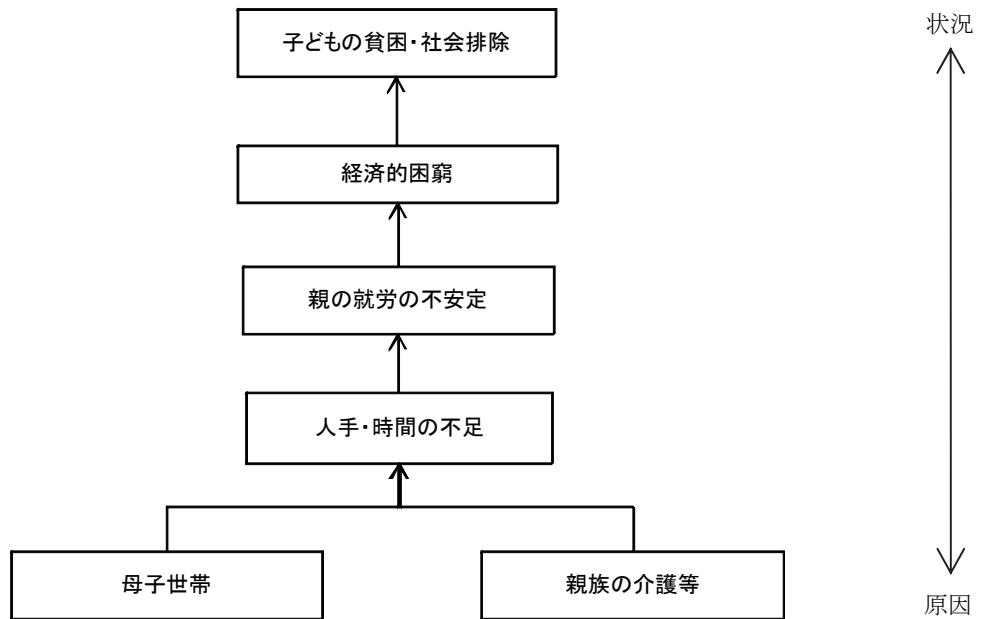 子どもの貧困・社会排除
状況
経済的困窮
親の就労の不安定
人手・時間の不足
母子世帯
親族の介護等
原因